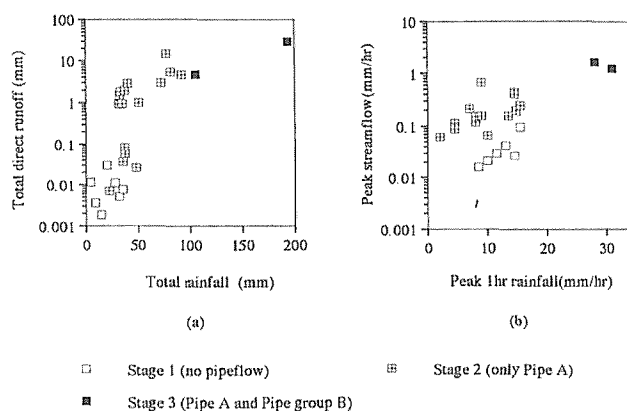 Total direct runoff (mm)
100
10
1
0.1
0.01
0.001
0 50 100 150 200
Total rainfall (mm)
(a)
Peak streamflow (mm/hr)
10
1
0.1
0.01
0.001
0 10 20 30
Peak 1hr rainfall(mm/hr)
(b)
Stage 1 (no pipeflow)
Stage 2 (only Pipe A)
Stage 3 (Pipe A and Pipe group B)